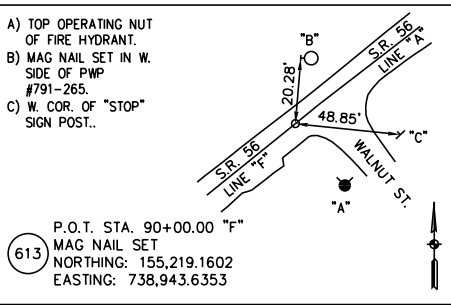 A) TOP OPERATING NUT
OF FIRE HYDRANT.
B) MAG NAIL SET IN W.
SIDE OF PWP
#791-265.
C) W. COR. OF "STOP"
SIGN POST..
"B"
S.R. 56
LINE "A"
20.28'
48.85'
"C"
S.R. 56
LINE "F"
WALNUT ST.
"A"
613
P.O.T. STA. 90+00.00 "F"
MAG NAIL SET
NORTHING: 155,219.1602
EASTING: 738,943.6353